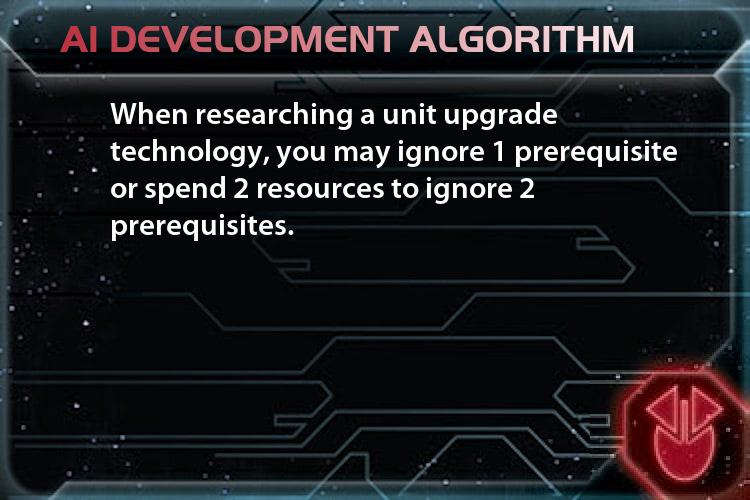 AI DEVELOPMENT ALGORITHM
When researching a unit upgrade
technology, you may ignore 1 prerequisite
or spend 2 resources to ignore 2
prerequisites.